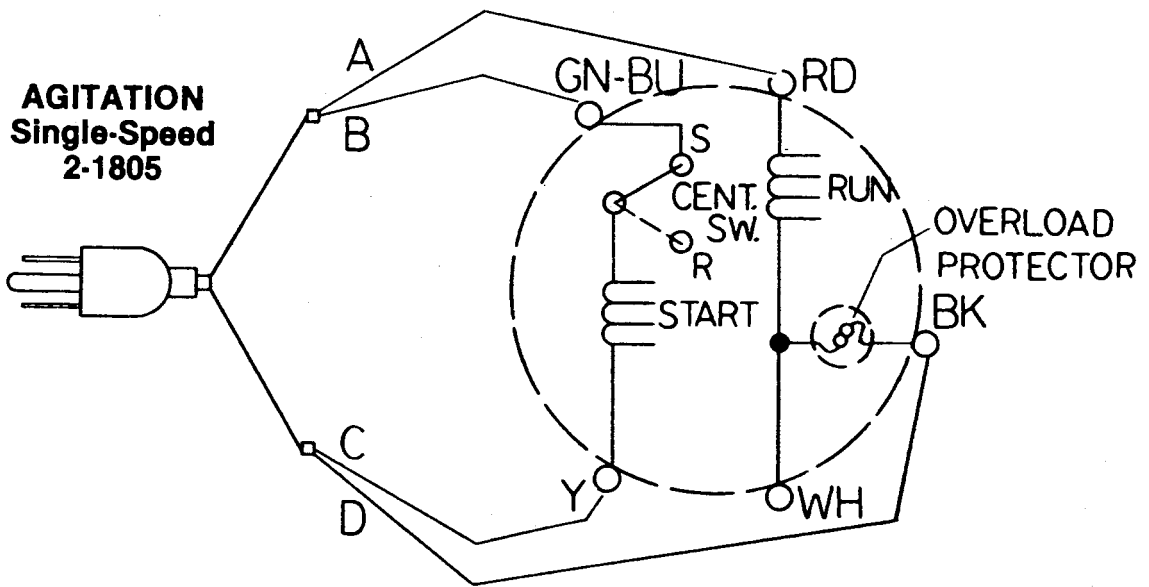 AGITATION
Single-Speed
2-1805
A
B
GN-BU
RD
S
CENT.
SW.
R
RUN
START
OVERLOAD
PROTECTOR
BK
C
D
Y
WH